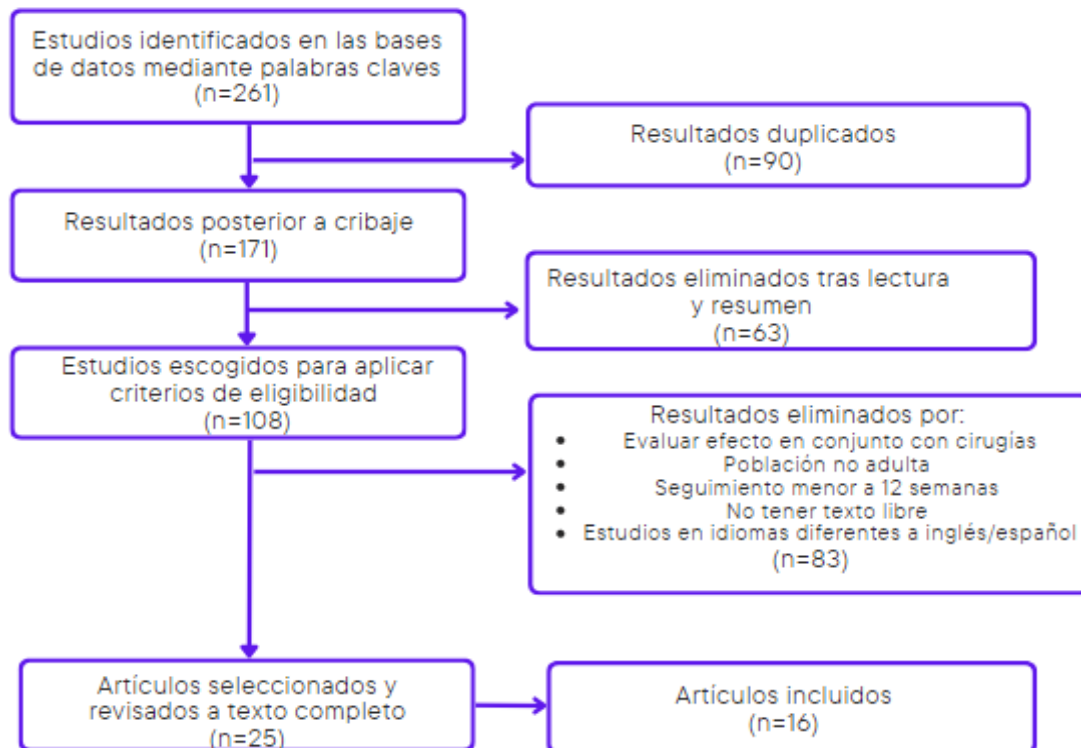 Estudios identificados en las bases
de datos mediante palabras claves
(n=261)
Resultados duplicados
(n=90)
Resultados posterior a cribaje
(n=171)
Resultados eliminados tras lectura
y resumen
(n=63)
Estudios escogidos para aplicar
criterios de eligibilidad
(n=108)
Resultados eliminados por:
• Evaluar efecto en conjunto con cirugías
• Población no adulta
• Seguimiento menor a 12 semanas
• No tener texto libre
• Estudios en idiomas diferentes a inglés/español
(n=83)
Artículos seleccionados y
revisados a texto completo
(n=25)
Artículos incluidos
(n=16)